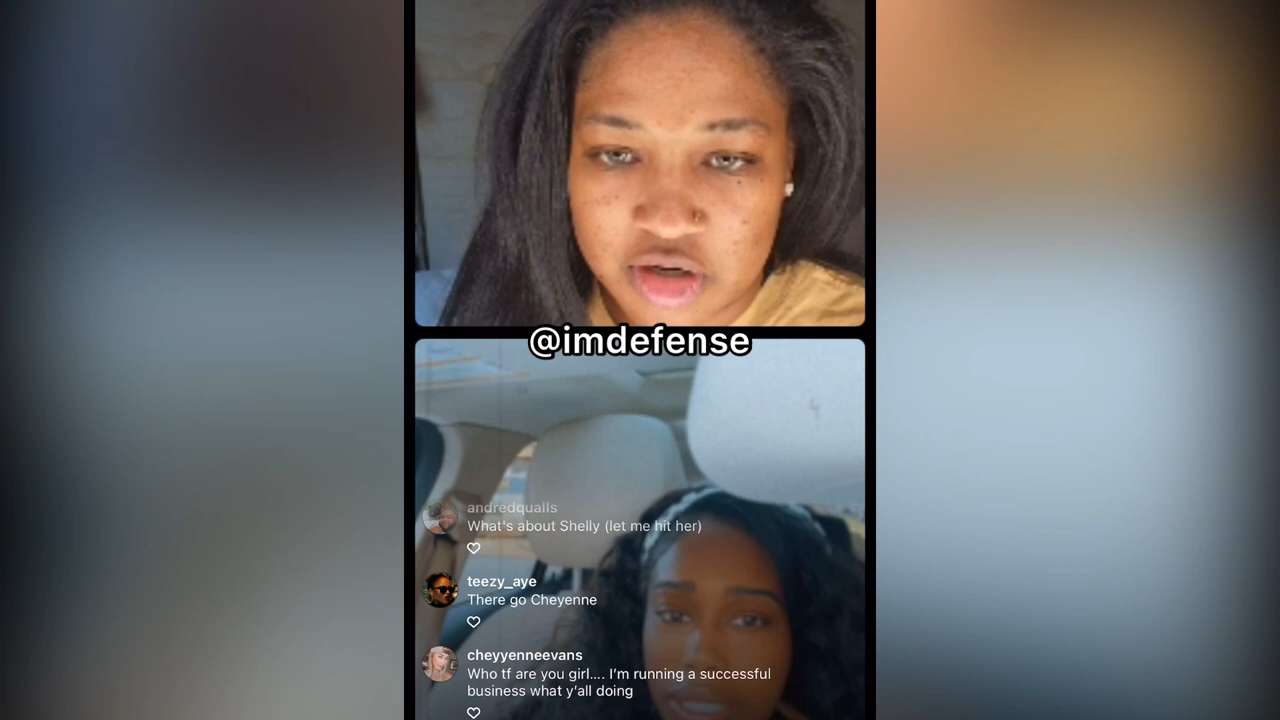 @imdefense
andredqualls
What's about Shelly (let me hit her)
teezy_aye
There go Cheyenne
cheyyenneevans
Who tf are you girl.... I'm running a successful
business what y'all doing